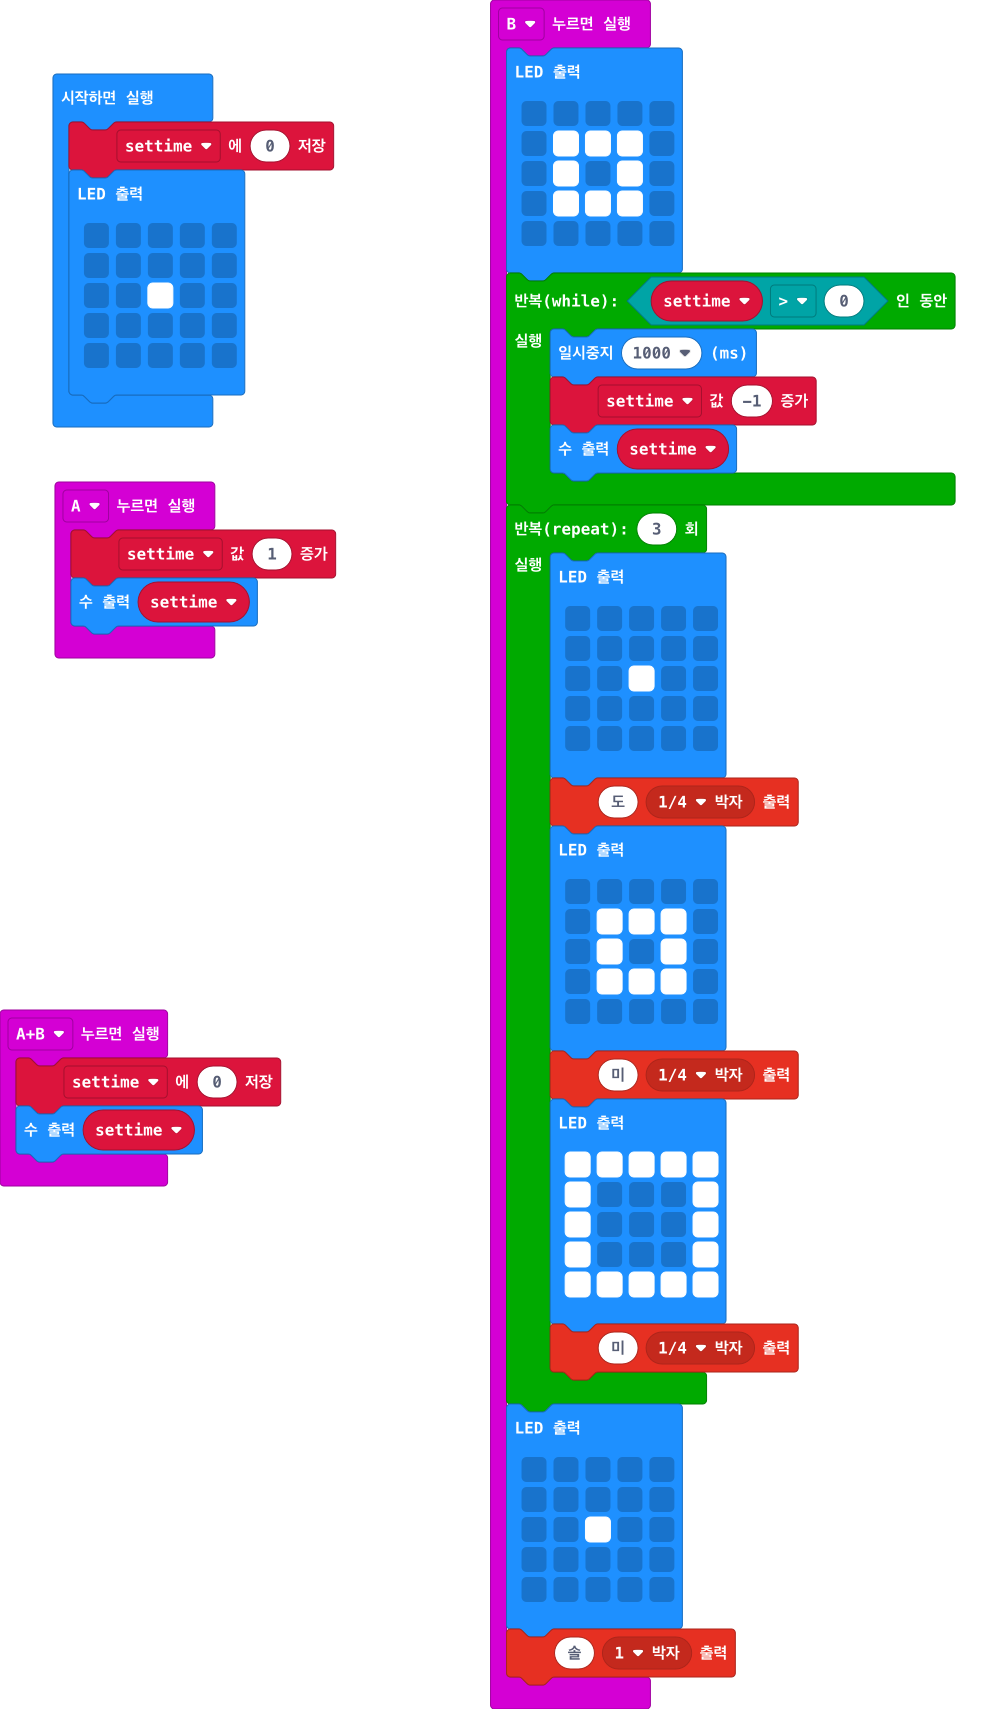 시작하면 실행
settime 에 0 저장
LED 출력
A 누르면 실행
settime 값 1 증가
수 출력 settime
A+B 누르면 실행
settime 에 0 저장
수 출력 settime
B 누르면 실행
LED 출력
반복(while): settime > 0 인 동안
실행
일시중지 1000 (ms)
settime 값 -1 증가
수 출력 settime
반복(repeat): 3 회
실행
LED 출력
도 1/4 박자 출력
LED 출력
미 1/4 박자 출력
LED 출력
미 1/4 박자 출력
LED 출력
솔 1 박자 출력